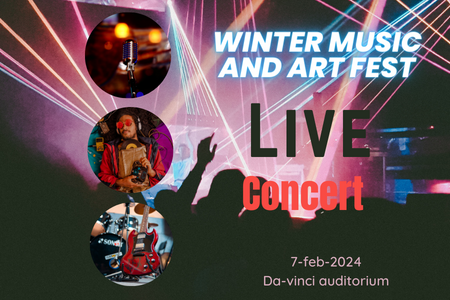 WINTER MUSIC
AND ART FEST
LIVE
Concert
7-feb-2024
Da-vinci auditorium